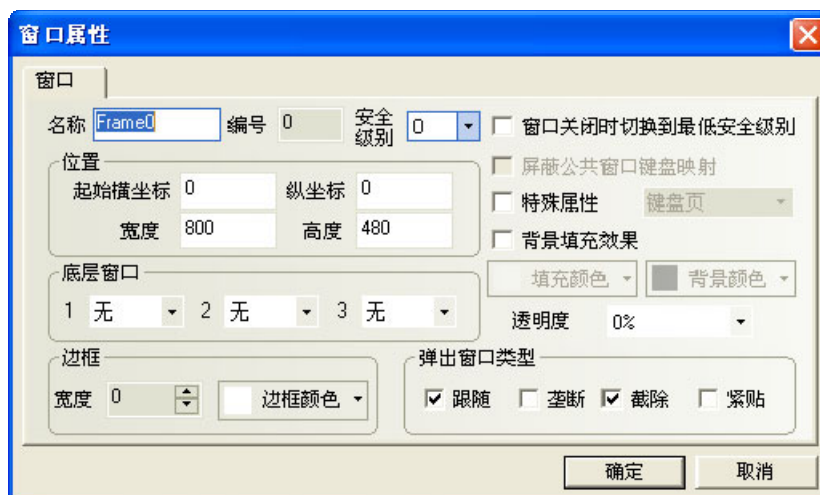 窗口属性
窗口
名称 Frame0 编号 0 安全级别 0 窗口关闭时切换到最低安全级别
位置
屏蔽公共窗口键盘映射
起始横坐标 0 纵坐标 0
特殊属性 键盘页
宽度 800 高度 480
背景填充效果
底层窗口
填充颜色 背景颜色
1 无 2 无 3 无
透明度 0%
边框
弹出窗口类型
宽度 0 边框颜色
跟随 垄断 截除 紧贴
确定 取消